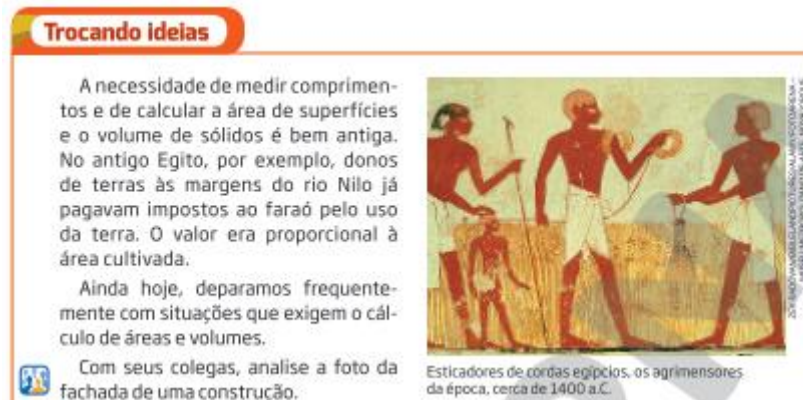 Trocando ideias
A necessidade de medir comprimen-
tos e de calcular a área de superfícies
e o volume de sólidos é bem antiga.
No antigo Egito, por exemplo, donos
de terras às margens do rio Nilo já
pagavam impostos ao faraó pelo uso
da terra. O valor era proporcional à
área cultivada.
Ainda hoje, deparamos frequente-
mente com situações que exigem o cál-
culo de áreas e volumes.
Com seus colegas, analise a foto da
fachada de uma construção.
Esticadores de cordas egípcios, os agrimensores
da época, cerca de 1400 a.C.